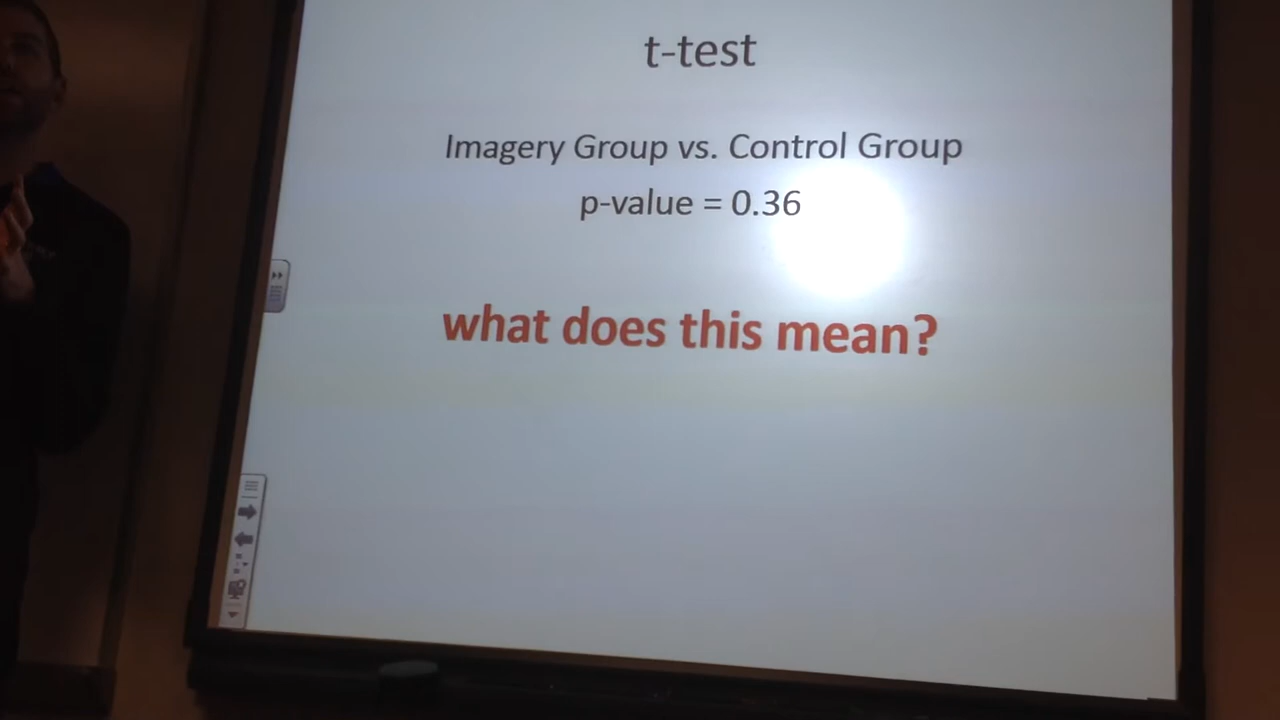 t-test
Imagery Group vs. Control Group
p-value = 0.36
what does this mean?